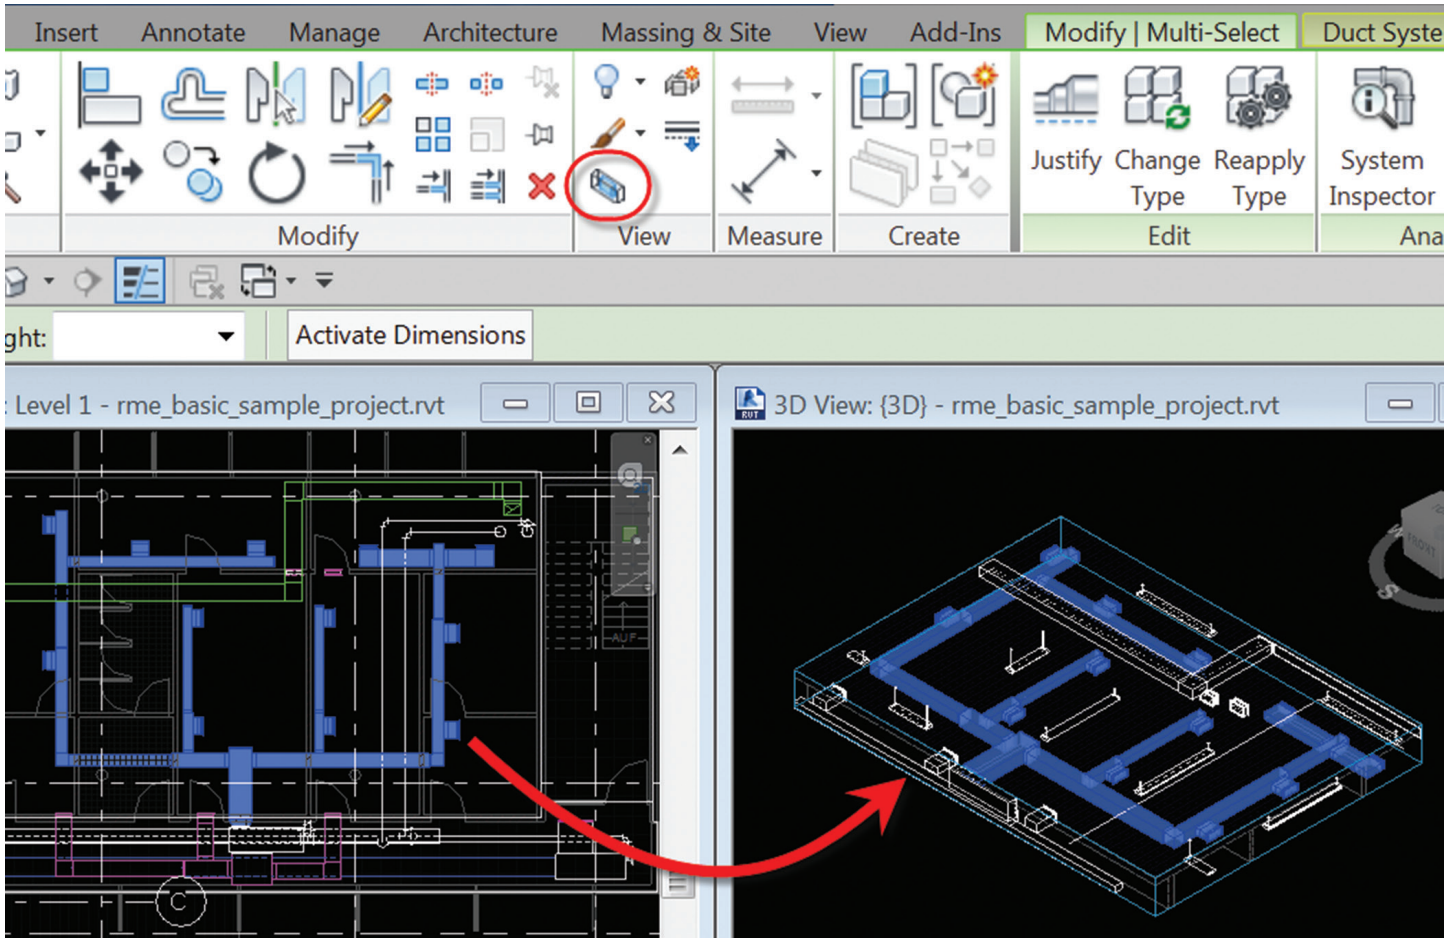 Insert Annotate Manage Architecture Massing & Site View Add-Ins Modify | Multi-Select Duct Syste
Justify Change Type Reapply Type System Inspector
Modify View Measure Create Edit Ana
ght: Activate Dimensions
: Level 1 - rme_basic_sample_project.rvt
RVT 3D View: {3D} - rme_basic_sample_project.rvt
AUF
FRONT
W
S
C